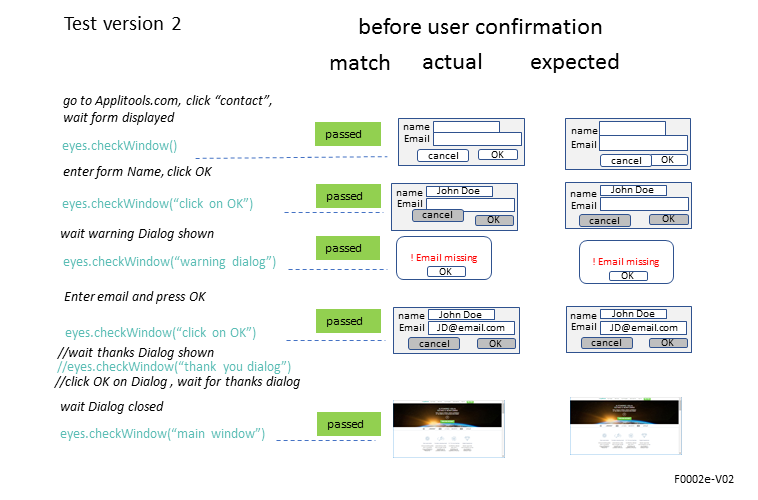 Test version 2
before user confirmation
match actual expected
go to Applitools.com, click “contact”,
wait form displayed
eyes.checkWindow()
passed
name
Email
cancel OK
name
Email
cancel OK
enter form Name, click OK
eyes.checkWindow(“click on OK”)
passed
name John Doe
Email
cancel OK
name John Doe
Email
cancel OK
wait warning Dialog shown
eyes.checkWindow(“warning dialog”)
passed
! Email missing
OK
! Email missing
OK
Enter email and press OK
eyes.checkWindow(“click on OK”)
passed
name John Doe
Email JD@email.com
cancel OK
name John Doe
Email JD@email.com
cancel OK
//wait thanks Dialog shown
//eyes.checkWindow(“thank you dialog”)
//click OK on Dialog , wait for thanks dialog
wait Dialog closed
eyes.checkWindow(“main window”)
passed
F0002e-V02